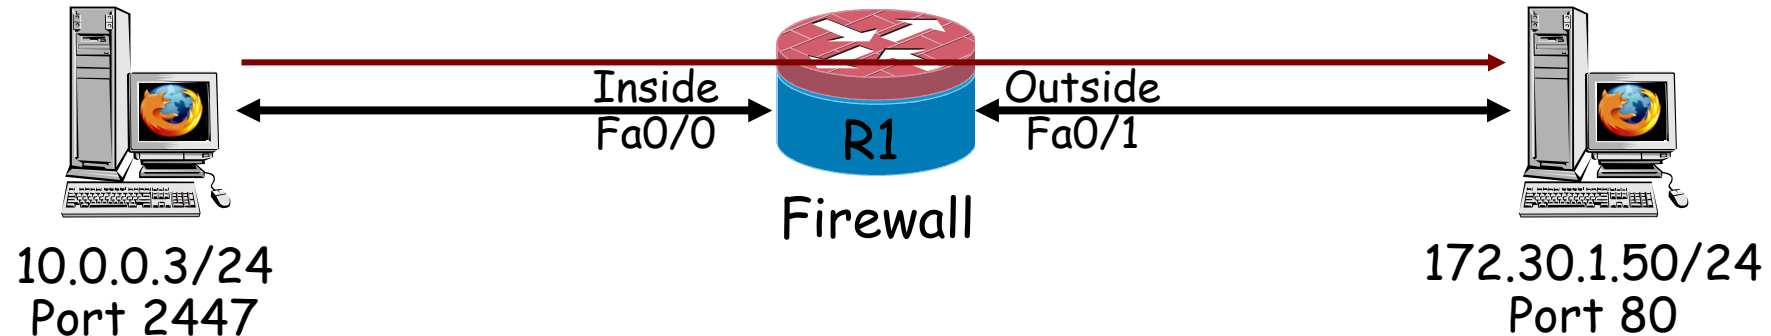 Inside
Fa0/0
Outside
Fa0/1
R1
Firewall
10.0.0.3/24
Port 2447
172.30.1.50/24
Port 80